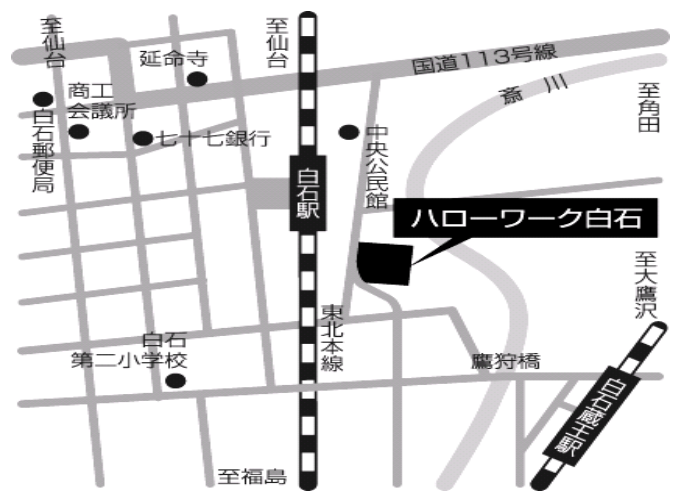 至仙台
至仙台
延命寺
国道113号線
斎川
商工
会議所
至角田
白石郵便局
七十七銀行
中央公民館
白石駅
ハローワーク白石
至大鷹沢
東北本線
白石
第二小学校
鷹狩橋
白石蔵王駅
至福島